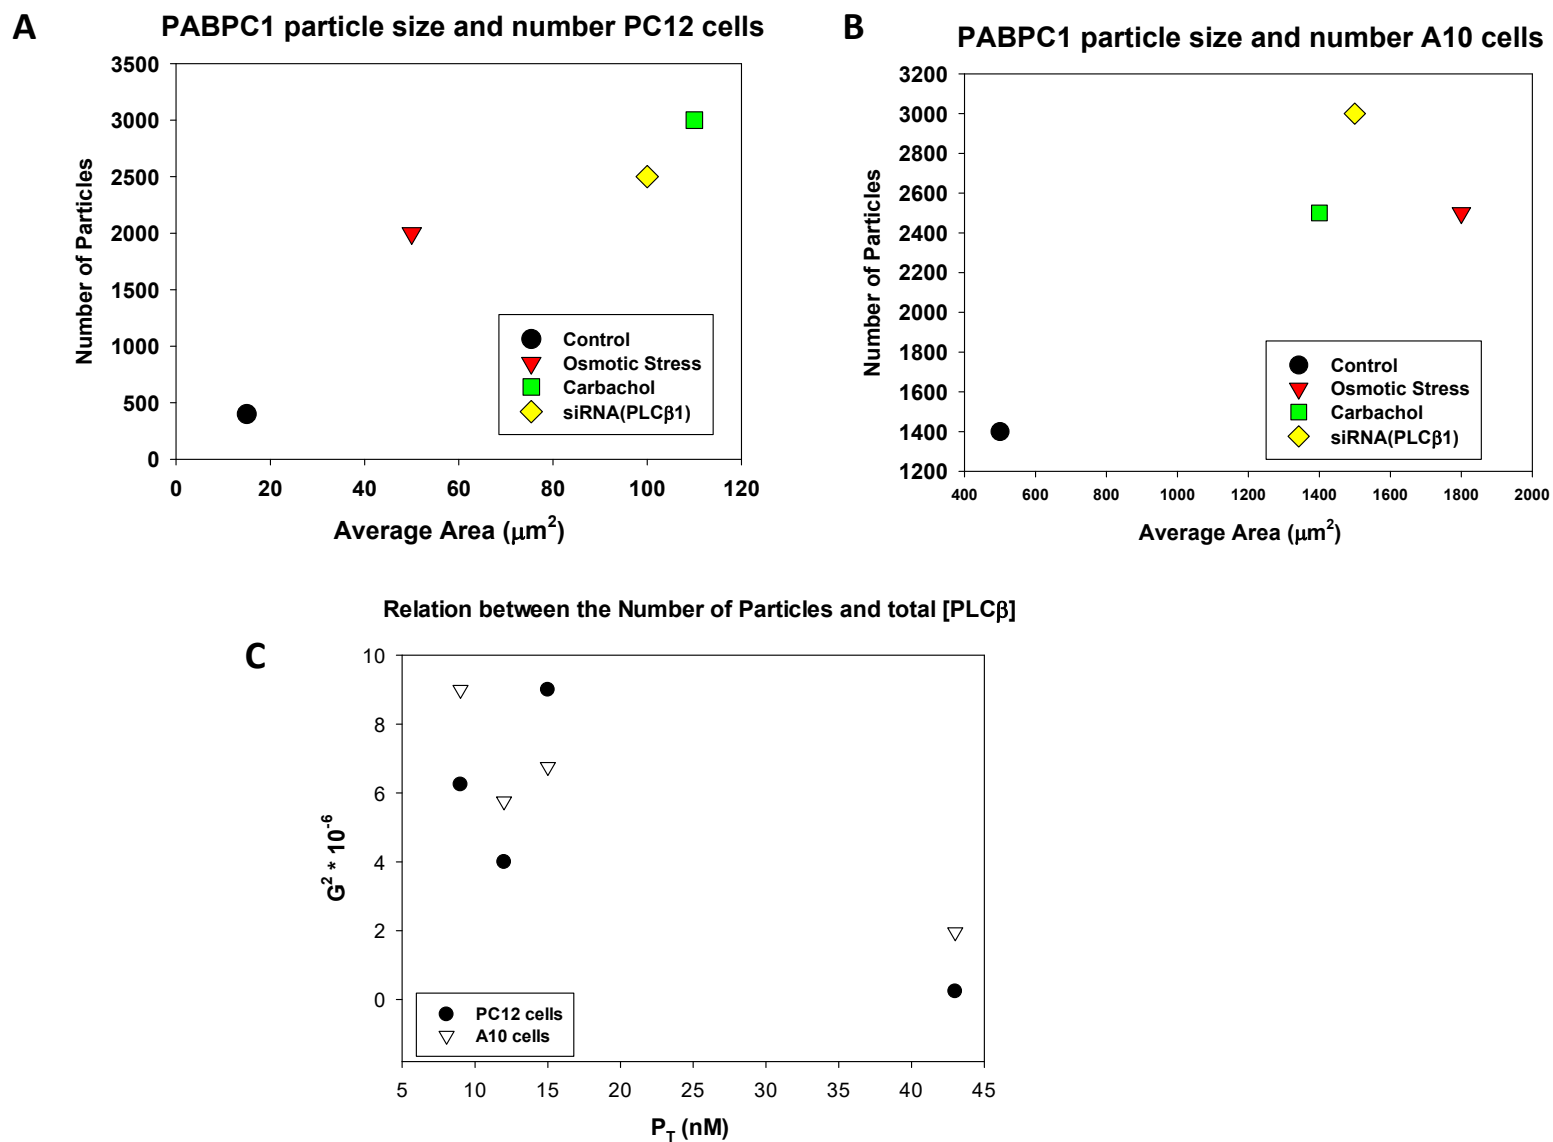 A
PABPC1 particle size and number PC12 cells
Number of Particles
3500
3000
2500
2000
1500
1000
500
0
0 20 40 60 80 100 120
Average Area (μm²)
Control
Osmotic Stress
Carbachol
siRNA(PLCβ1)
B
PABPC1 particle size and number A10 cells
Number of Particles
3200
3000
2800
2600
2400
2200
2000
1800
1600
1400
1200
400 600 800 1000 1200 1400 1600 1800 2000
Average Area (μm²)
Control
Osmotic Stress
Carbachol
siRNA(PLCβ1)
Relation between the Number of Particles and total [PLCβ]
C
G² * 10⁻⁶
10
8
6
4
2
0
PC12 cells
A10 cells
5 10 15 20 25 30 35 40 45
P_T (nM)